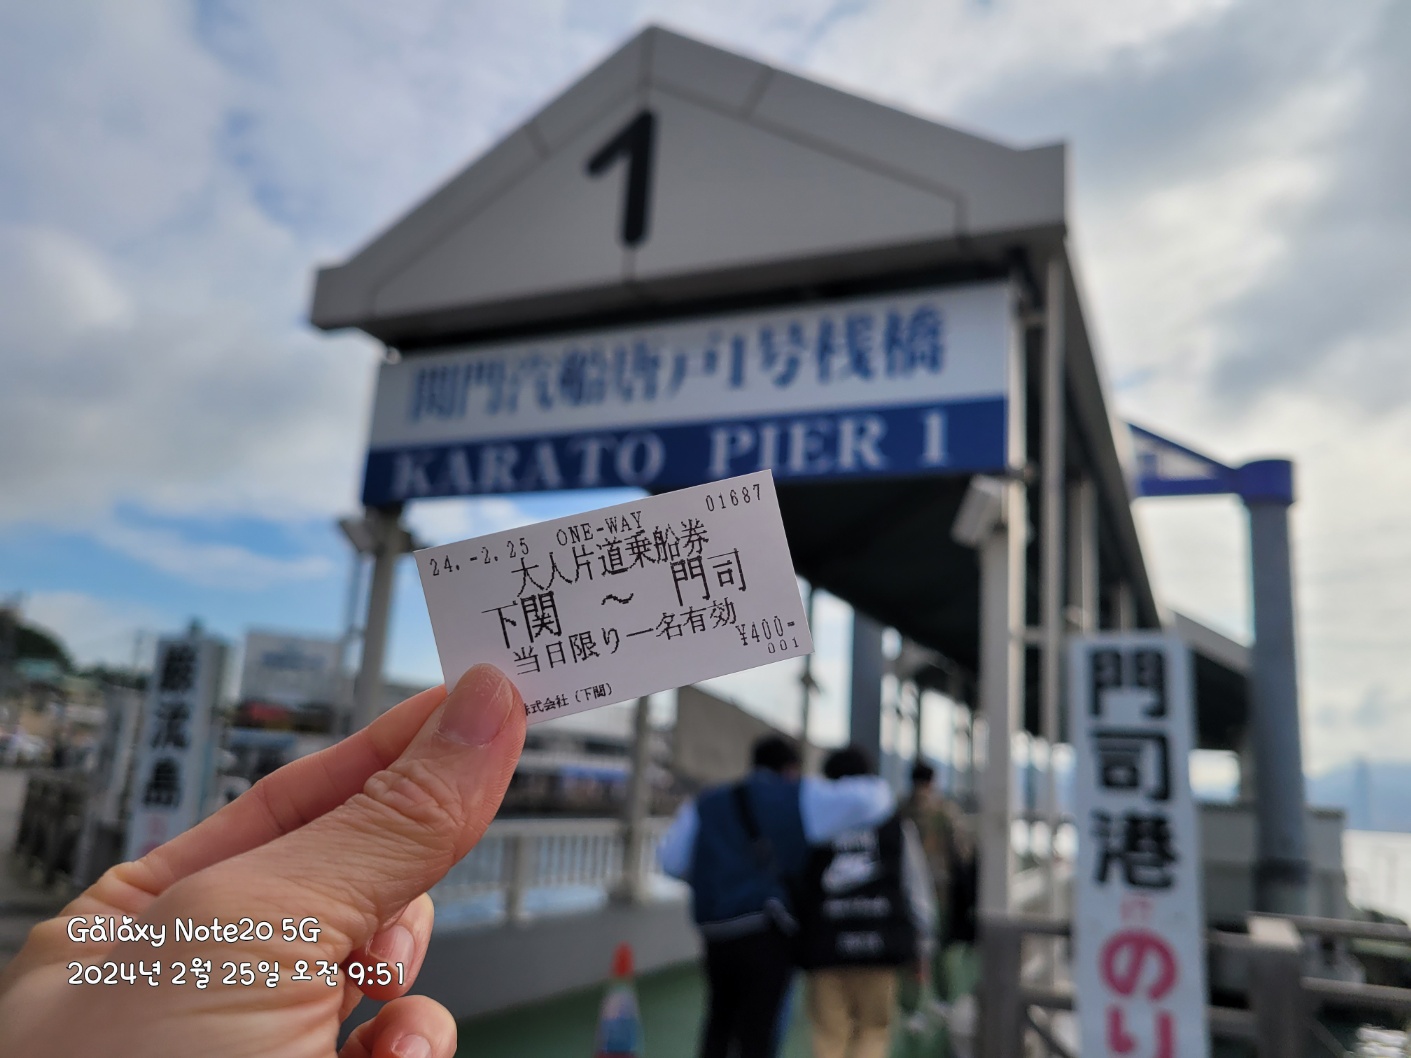 1
関門汽船唐戸1号桟橋
KARATO PIER 1
24.-2.25 ONE-WAY 01687
大人片道乗船券
下関 ～ 門司
当日限り一名有効
¥400-
001
株式会社（下関）
巌流島
門司港
行
のり
Galaxy Note20 5G
2024년 2월 25일 오전 9:51